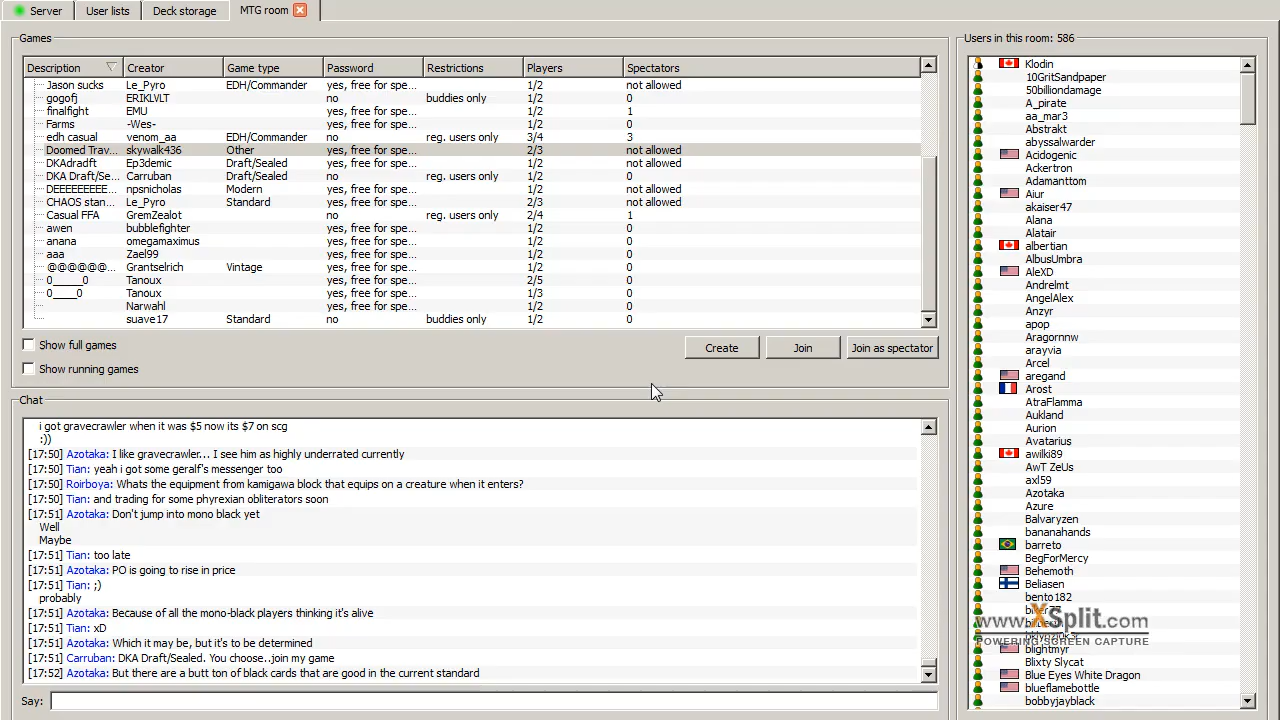 Server User lists Deck storage MTG room
Games
Description Creator Game type Password Restrictions Players Spectators
Jason sucks Le_Pyro EDH/Commander yes, free for spe... 1/2 not allowed
gogofj ERIKLVLT no buddies only 1/2 0
finalfight EMU yes, free for spe... 1/2 1
Farms -Wes- yes, free for spe... 1/2 0
edh casual venom_aa EDH/Commander no reg. users only 3/4 3
Doomed Trav... skywalk436 Other yes, free for spe... 2/3 not allowed
DKAdradft Ep3demic Draft/Sealed yes, free for spe... 1/2 not allowed
DKA Draft/Se... Carruban Draft/Sealed no reg. users only 1/2 0
DEEEEEEEEE... npsnicholas Modern yes, free for spe... 1/2 not allowed
CHAOS stan... Le_Pyro Standard yes, free for spe... 2/3 not allowed
Casual FFA GremZealot no reg. users only 2/4 1
awen bubblefighter yes, free for spe... 1/2 0
anana omegamaximus yes, free for spe... 1/2 0
aaa Zael99 yes, free for spe... 1/2 0
@@@@@@... Grantselrich Vintage yes, free for spe... 1/2 0
0_____0 Tanoux yes, free for spe... 2/5 0
0____0 Tanoux yes, free for spe... 1/3 0
Narwahl yes, free for spe... 1/2 0
suave17 Standard no buddies only 1/2 0
Show full games
Show running games
Create Join Join as spectator
Chat
i got gravecrawler when it was $5 now its $7 on scg
:))
[17:50] Azotaka: I like gravecrawler... I see him as highly underrated currently
[17:50] Tian: yeah i got some geralf's messenger too
[17:50] Roirboya: Whats the equipment from kamigawa block that equips on a creature when it enters?
[17:50] Tian: and trading for some phyrexian obliterators soon
[17:51] Azotaka: Don't jump into mono black yet
Well
Maybe
[17:51] Tian: too late
[17:51] Azotaka: PO is going to rise in price
[17:51] Tian: ;)
probably
[17:51] Azotaka: Because of all the mono-black players thinking it's alive
[17:51] Tian: xD
[17:51] Azotaka: Which it may be, but it's to be determined
[17:51] Carruban: DKA Draft/Sealed. You choose. .join my game
[17:52] Azotaka: But there are a butt ton of black cards that are good in the current standard
Say:
Users in this room: 586
Klodin
10GritSandpaper
50billiondamage
A_pirate
aa_mar3
Abstrakt
abyssalwarder
Acidogenic
Ackertron
Adamanttom
Aiur
akaiser47
Alana
Alatair
albertian
AlbusUmbra
AleXD
Andrelmt
AngelAlex
Anzyr
apop
Aragornnw
arayvia
Arcel
aregand
Arost
AtraFlamma
Aukland
Aurion
Avatarius
awilki89
AwT ZeUs
axl59
Azotaka
Azure
Balvaryzen
bananahands
barreto
BegForMercy
Behemoth
Beliasen
bento182
www.XSplit.com
POWERING SCREEN CAPTURE
blightmyr
Blixty Slycat
Blue Eyes White Dragon
blueflamebottle
bobbyjayblack